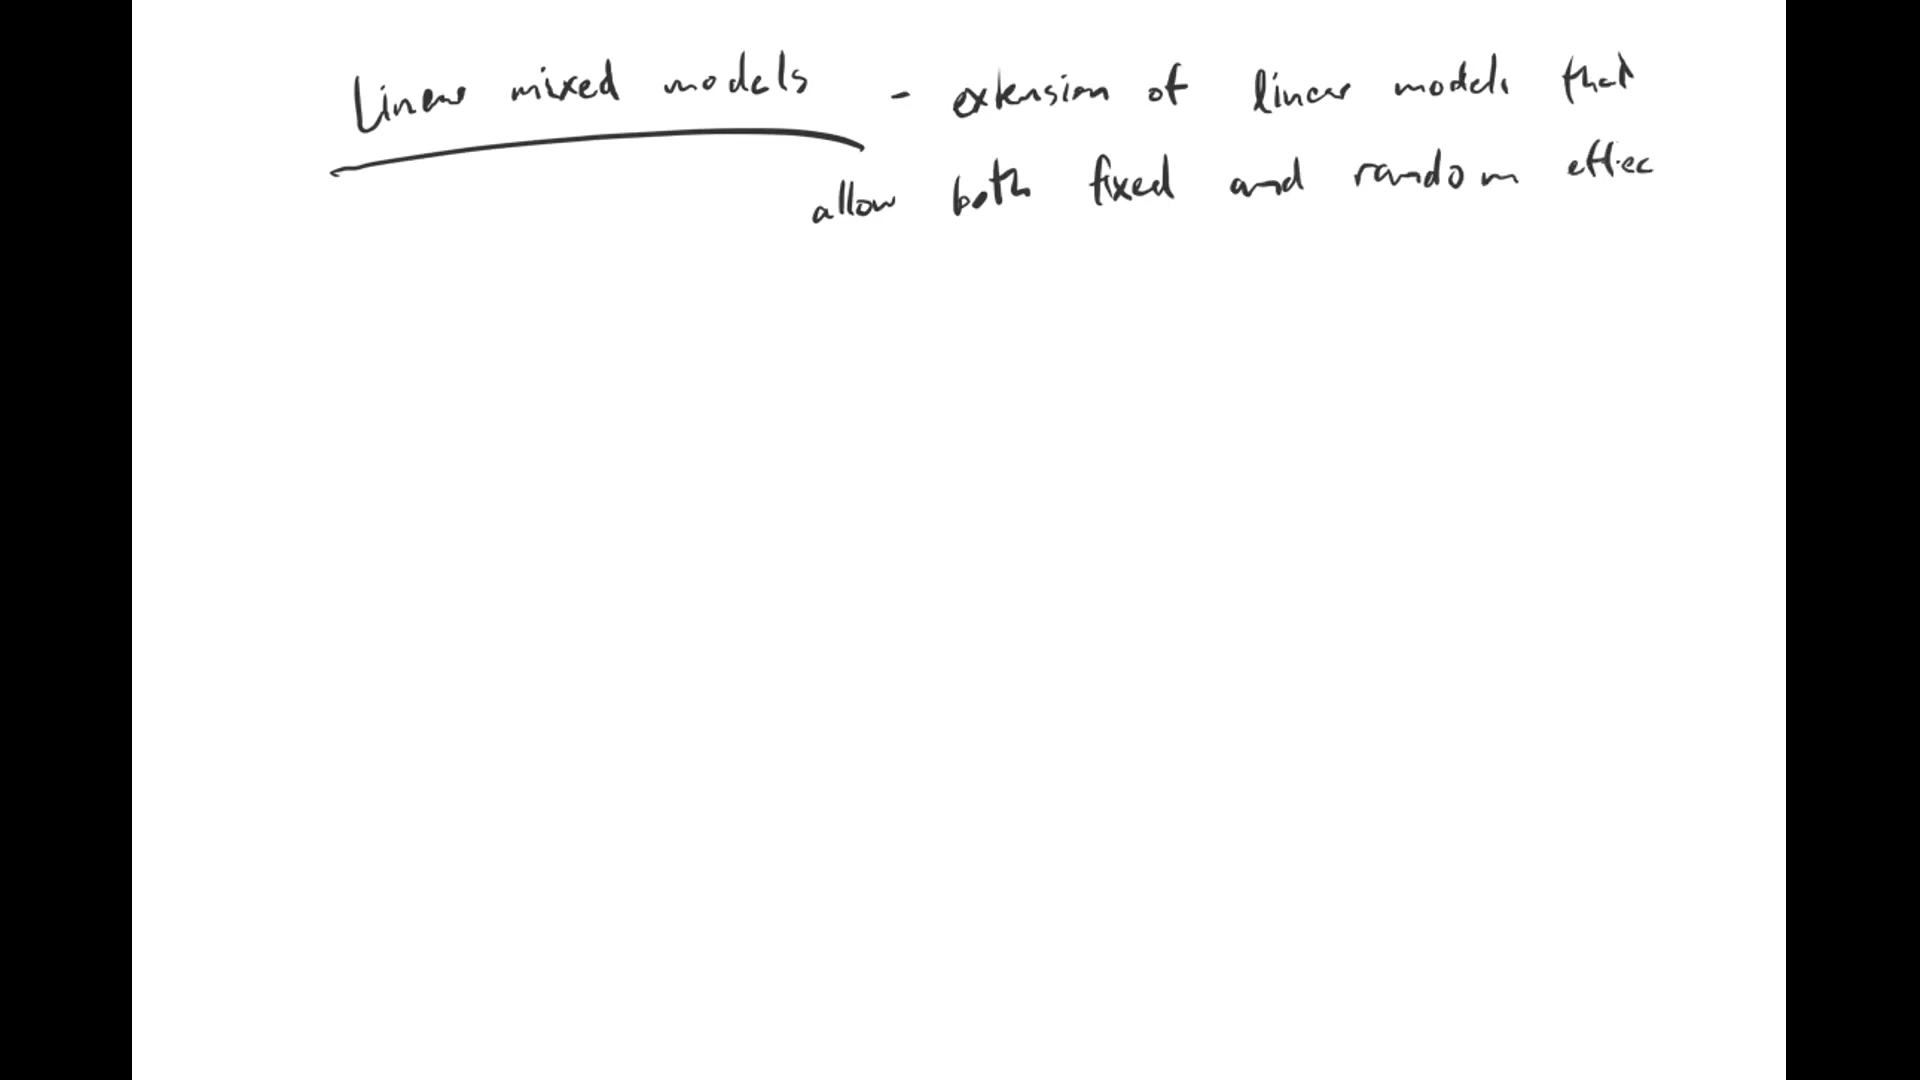 Linear mixed models - extension of linear models that
allow both fixed and random effec